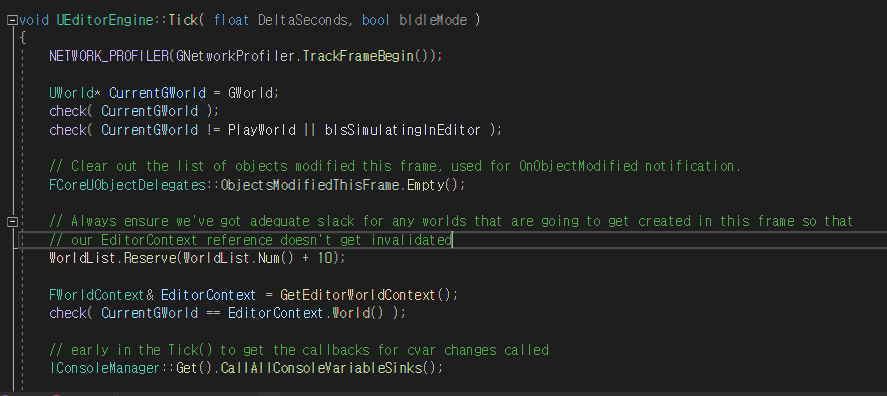 void UEditorEngine::Tick( float DeltaSeconds, bool bIdleMode )
{
NETWORK_PROFILER(GNetworkProfiler.TrackFrameBegin());
UWorld* CurrentGWorld = GWorld;
check( CurrentGWorld );
check( CurrentGWorld != PlayWorld || bIsSimulatingInEditor );
// Clear out the list of objects modified this frame, used for OnObjectModified notification.
FCoreUObjectDelegates::ObjectsModifiedThisFrame.Empty();
// Always ensure we've got adequate slack for any worlds that are going to get created in this frame so that
// our EditorContext reference doesn't get invalidated
WorldList.Reserve(WorldList.Num() + 10);
FWorldContext& EditorContext = GetEditorWorldContext();
check( CurrentGWorld == EditorContext.World() );
// early in the Tick() to get the callbacks for cvar changes called
IConsoleManager::Get().CallAllConsoleVariableSinks();